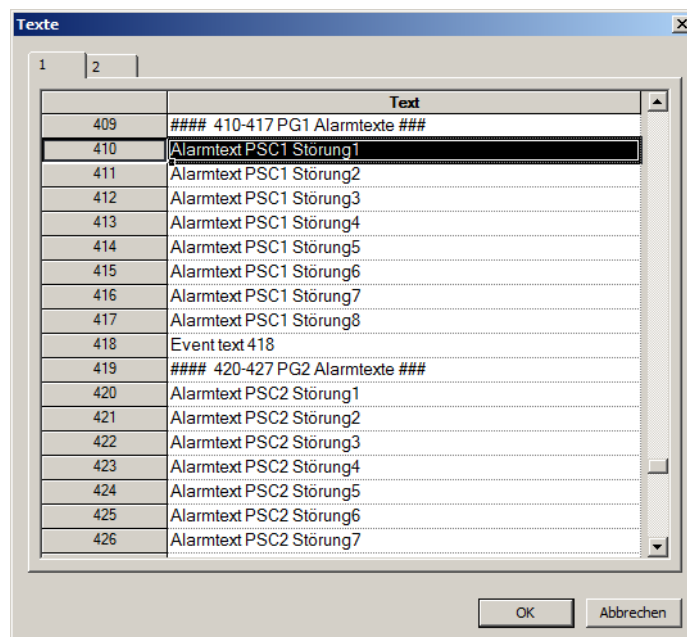 Texte
1 2
Text
409 #### 410-417 PG1 Alarmtexte ###
410 Alarmtext PSC1 Störung1
411 Alarmtext PSC1 Störung2
412 Alarmtext PSC1 Störung3
413 Alarmtext PSC1 Störung4
414 Alarmtext PSC1 Störung5
415 Alarmtext PSC1 Störung6
416 Alarmtext PSC1 Störung7
417 Alarmtext PSC1 Störung8
418 Event text 418
419 #### 420-427 PG2 Alarmtexte ###
420 Alarmtext PSC2 Störung1
421 Alarmtext PSC2 Störung2
422 Alarmtext PSC2 Störung3
423 Alarmtext PSC2 Störung4
424 Alarmtext PSC2 Störung5
425 Alarmtext PSC2 Störung6
426 Alarmtext PSC2 Störung7
OK Abbrechen